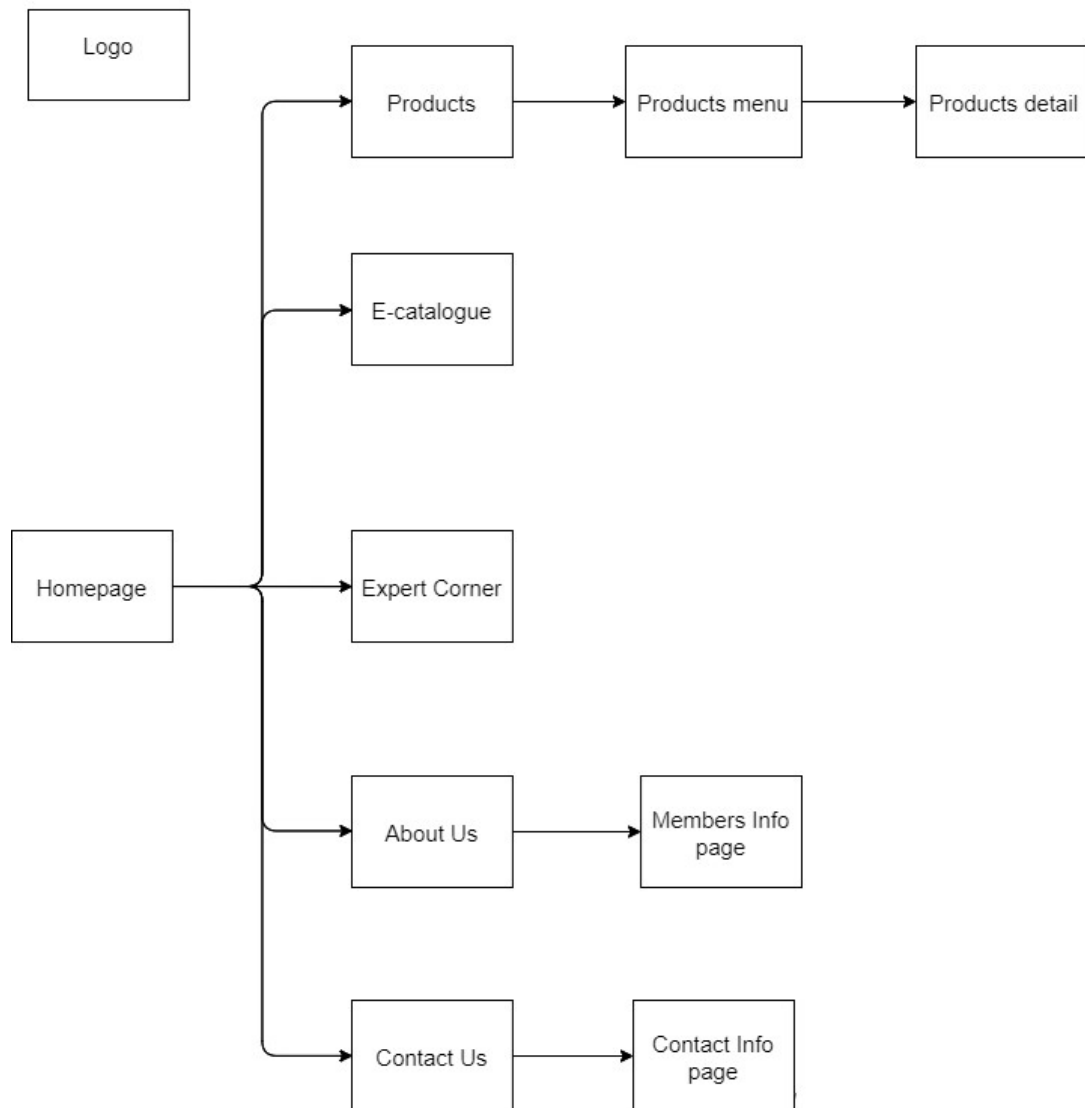 Logo
Products
Products menu
Products detail
E-catalogue
Homepage
Expert Corner
About Us
Members Info
page
Contact Us
Contact Info
page